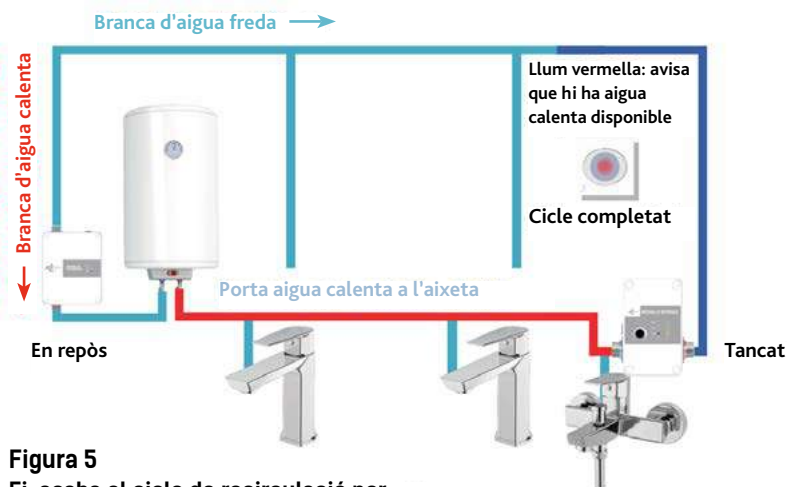 Branca d'aigua freda
Branca d'aigua calenta
Llum vermella: avisa
que hi ha aigua
calenta disponible
Cicle completat
Porta aigua calenta a l'aixeta
En repòs
Tancat
Figura 5